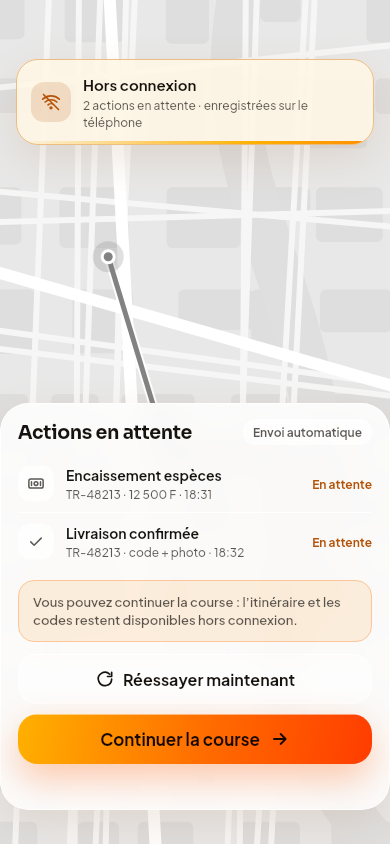 Hors connexion
2 actions en attente · enregistrées sur le
téléphone
Actions en attente
Envoi automatique
Encaissement espèces
TR-48213 · 12 500 F · 18:31
En attente
Livraison confirmée
TR-48213 · code + photo · 18:32
En attente
Vous pouvez continuer la course : l'itinéraire et les
codes restent disponibles hors connexion.
Réessayer maintenant
Continuer la course →